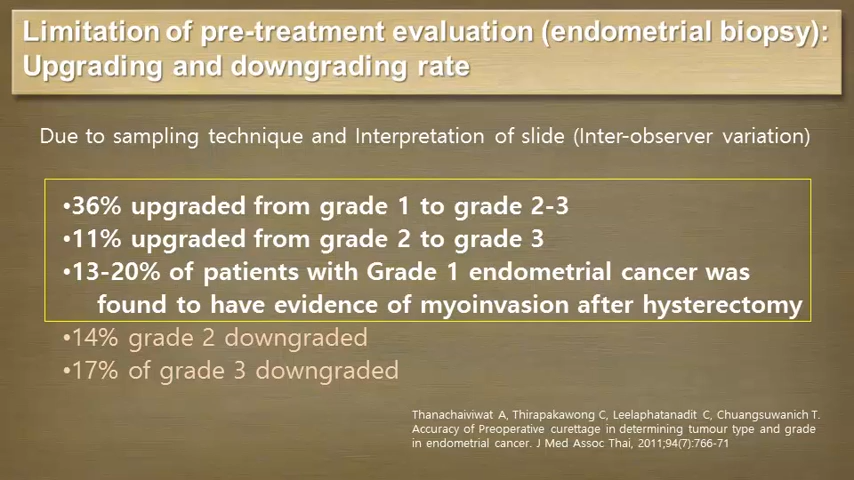 Limitation of pre-treatment evaluation (endometrial biopsy):
Upgrading and downgrading rate
Due to sampling technique and Interpretation of slide (Inter-observer variation)
•36% upgraded from grade 1 to grade 2-3
•11% upgraded from grade 2 to grade 3
•13-20% of patients with Grade 1 endometrial cancer was
found to have evidence of myoinvasion after hysterectomy
•14% grade 2 downgraded
•17% of grade 3 downgraded
Thanachaiviwat A, Thirapakawong C, Leelaphatanadit C, Chuangsuwanich T.
Accuracy of Preoperative curettage in determining tumour type and grade
in endometrial cancer. J Med Assoc Thai, 2011;94(7):766-71